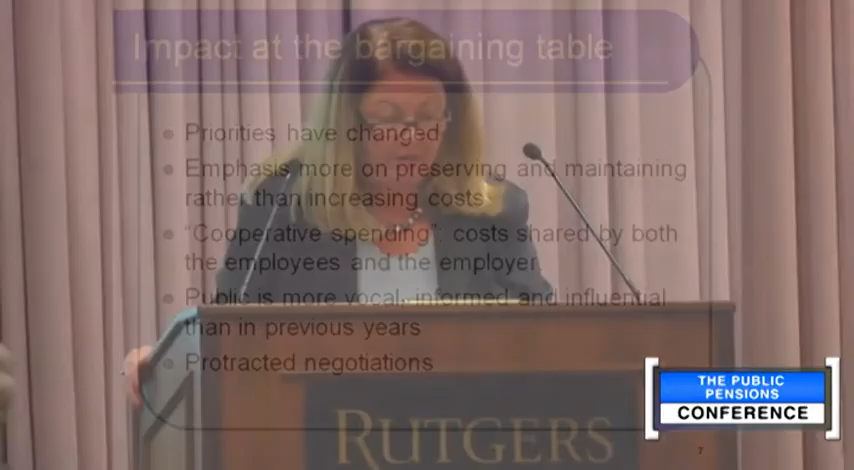 Impact at the bargaining table
• Priorities have changed
• Emphasis more on preserving and maintaining
rather than increasing costs
• “Cooperative spending”: costs shared by both
the employees and the employer
• Public is more vocal, informed and influential
than in previous years
• Protracted negotiations
THE PUBLIC
PENSIONS
CONFERENCE
RUTGERS
7